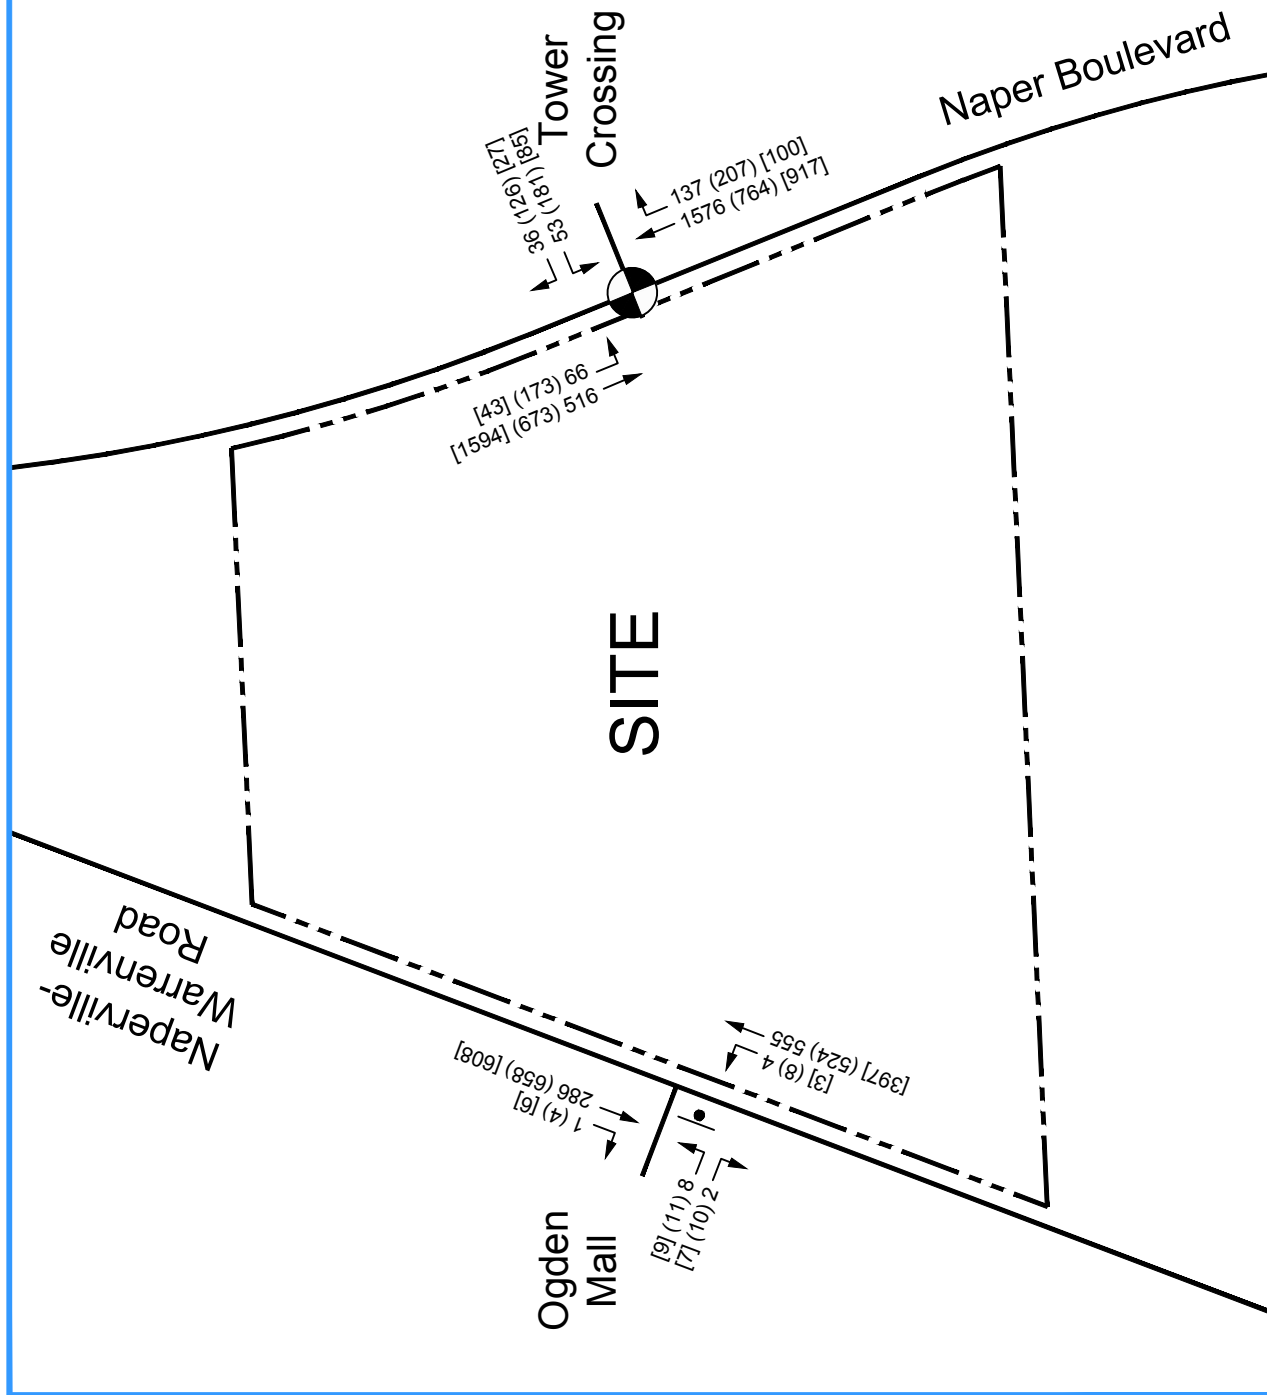 Tower
Crossing
Naper Boulevard
36 (126) [27]
53 (181) [85]
137 (207) [100]
1576 (764) [917]
[43] (173) 66
[1594] (673) 516
SITE
Naperville-
Warrenville
Road
286 (658) [608]
1 (4) [6]
[397] (524) 555
[3] (8) 4
[9] (11) 8
[7] (10) 2
Ogden
Mall